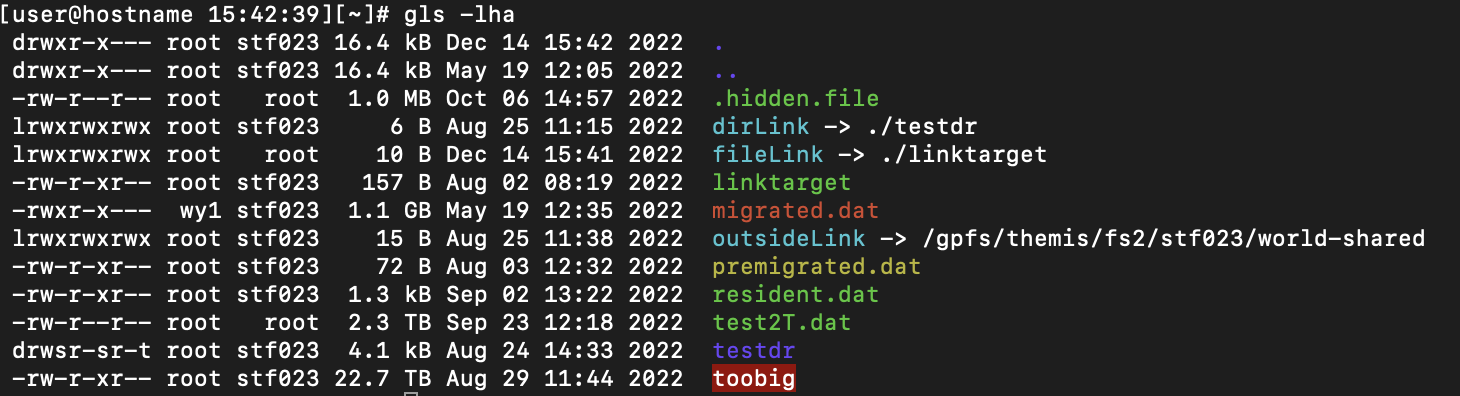 [user@hostname 15:42:39][~]# gls -lha
drwxr-x--- root stf023 16.4 kB Dec 14 15:42 2022 .
drwxr-x--- root stf023 16.4 kB May 19 12:05 2022 ..
-rw-r--r-- root root 1.0 MB Oct 06 14:57 2022 .hidden.file
lrwxrwxrwx root stf023 6 B Aug 25 11:15 2022 dirLink -> ./testdr
lrwxrwxrwx root root 10 B Dec 14 15:41 2022 fileLink -> ./linktarget
-rw-r-xr-- root stf023 157 B Aug 02 08:19 2022 linktarget
-rwxr-x--- wy1 stf023 1.1 GB May 19 12:35 2022 migrated.dat
lrwxrwxrwx root stf023 15 B Aug 25 11:38 2022 outsideLink -> /gpfs/themis/fs2/stf023/world-shared
-rw-r-xr-- root stf023 72 B Aug 03 12:32 2022 premigrated.dat
-rw-r-xr-- root stf023 1.3 kB Sep 02 13:22 2022 resident.dat
-rw-r--r-- root root 2.3 TB Sep 23 12:18 2022 test2T.dat
drwsr-sr-t root stf023 4.1 kB Aug 24 14:33 2022 testdr
-rw-r-xr-- root stf023 22.7 TB Aug 29 11:44 2022 toobig